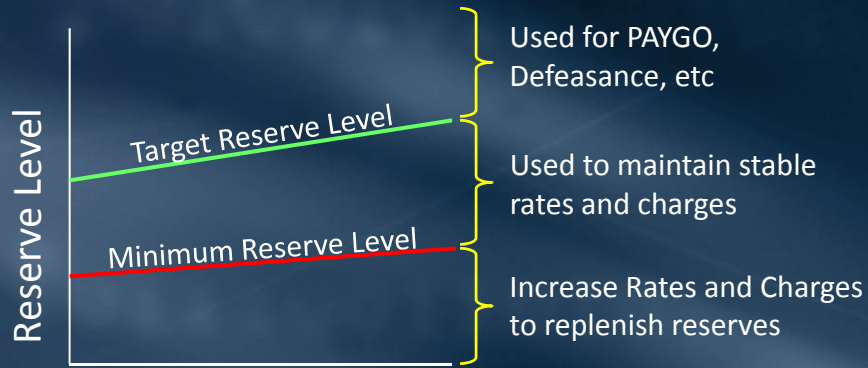 Reserve Level
Target Reserve Level
Minimum Reserve Level
Used for PAYGO,
Defeasance, etc
Used to maintain stable
rates and charges
Increase Rates and Charges
to replenish reserves